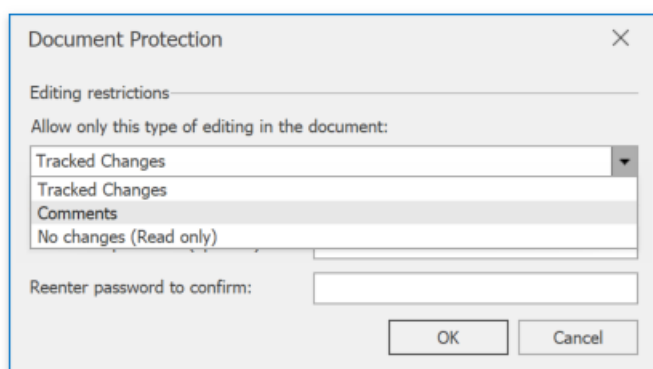 Document Protection
Editing restrictions
Allow only this type of editing in the document:
Tracked Changes
Tracked Changes
Comments
No changes (Read only)
Reenter password to confirm:
OK Cancel